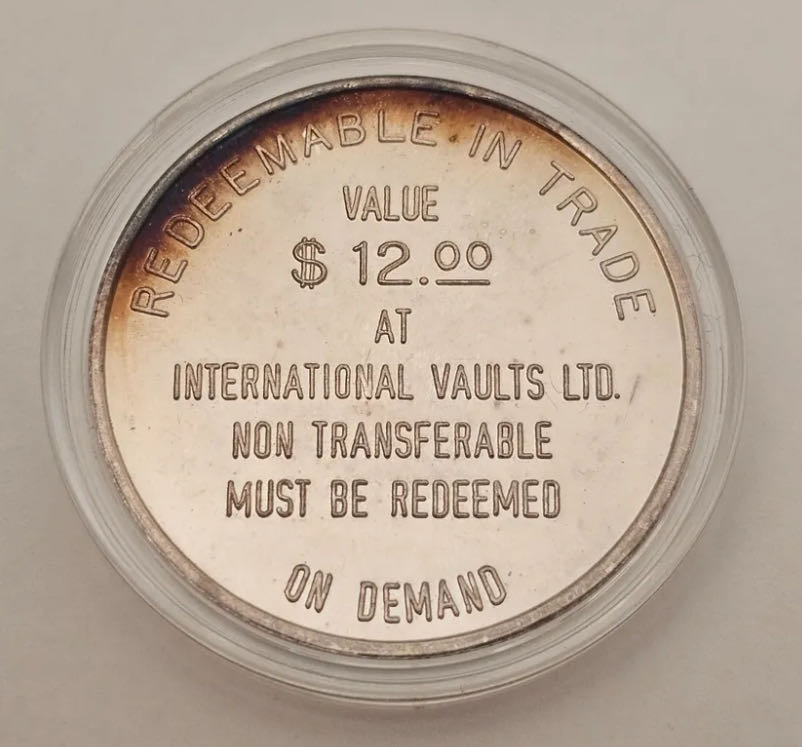 REDEEMABLE IN TRADE
VALUE
$ 12.00
AT
INTERNATIONAL VAULTS LTD.
NON TRANSFERABLE
MUST BE REDEEMED
ON DEMAND